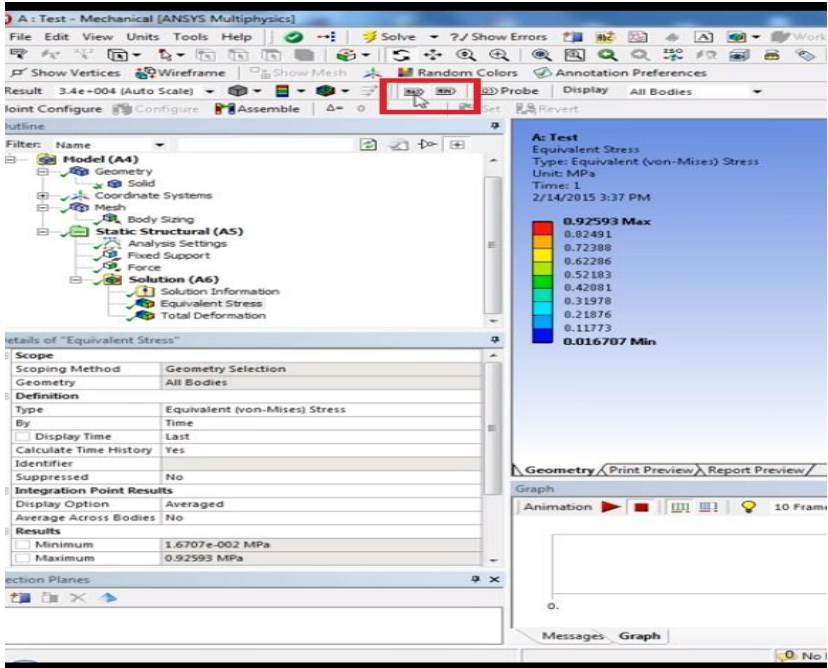 A : Test - Mechanical [ANSYS Multiphysics]
File Edit View Units Tools Help Solve ?/ Show Errors Work
Show Vertices Wireframe Show Mesh Random Colors Annotation Preferences
Result 3.4e+004 (Auto Scale) MAX MIN Probe Display All Bodies
oint Configure Configure Assemble Δ= 0 Set Revert
utline
Filter: Name
Model (A4)
Geometry
Solid
Coordinate Systems
Mesh
Body Sizing
Static Structural (A5)
Analysis Settings
Fixed Support
Force
Solution (A6)
Solution Information
Equivalent Stress
Total Deformation
etails of "Equivalent Stress"
Scope
Scoping Method Geometry Selection
Geometry All Bodies
Definition
Type Equivalent (von-Mises) Stress
By Time
Display Time Last
Calculate Time History Yes
Identifier
Suppressed No
Integration Point Results
Display Option Averaged
Average Across Bodies No
Results
Minimum 1.6707e-002 MPa
Maximum 0.92593 MPa
ection Planes
A: Test
Equivalent Stress
Type: Equivalent (von-Mises) Stress
Unit: MPa
Time: 1
2/14/2015 3:37 PM
0.92593 Max
0.82491
0.72388
0.62286
0.52183
0.42081
0.31978
0.21876
0.11773
0.016707 Min
Geometry Print Preview Report Preview
Graph
Animation 10 Frame
0.
Messages Graph
No